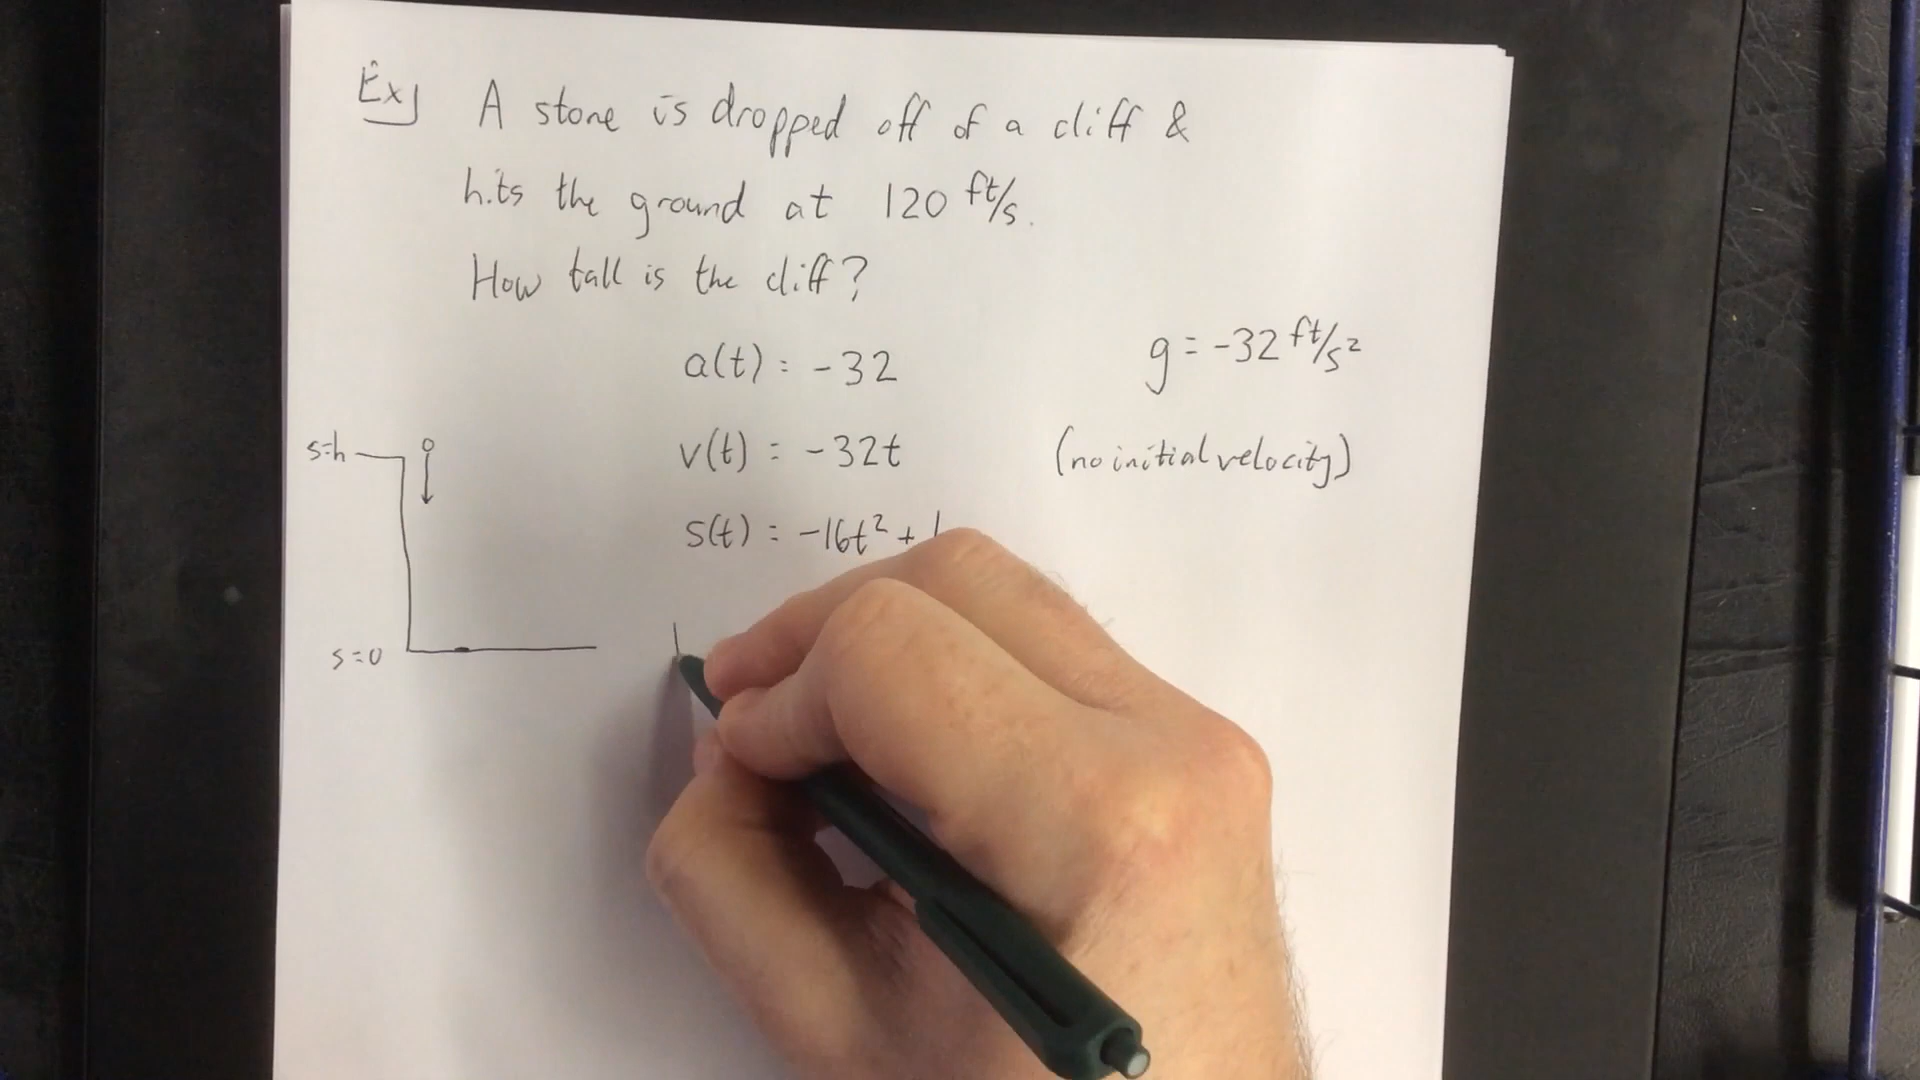 Ex) A stone is dropped off of a cliff &
hits the ground at 120 ft/s.
How tall is the cliff?
a(t) = -32
g = -32 ft/s²
s=h
v(t) = -32t
(no initial velocity)
s(t) = -16t² +
s=0